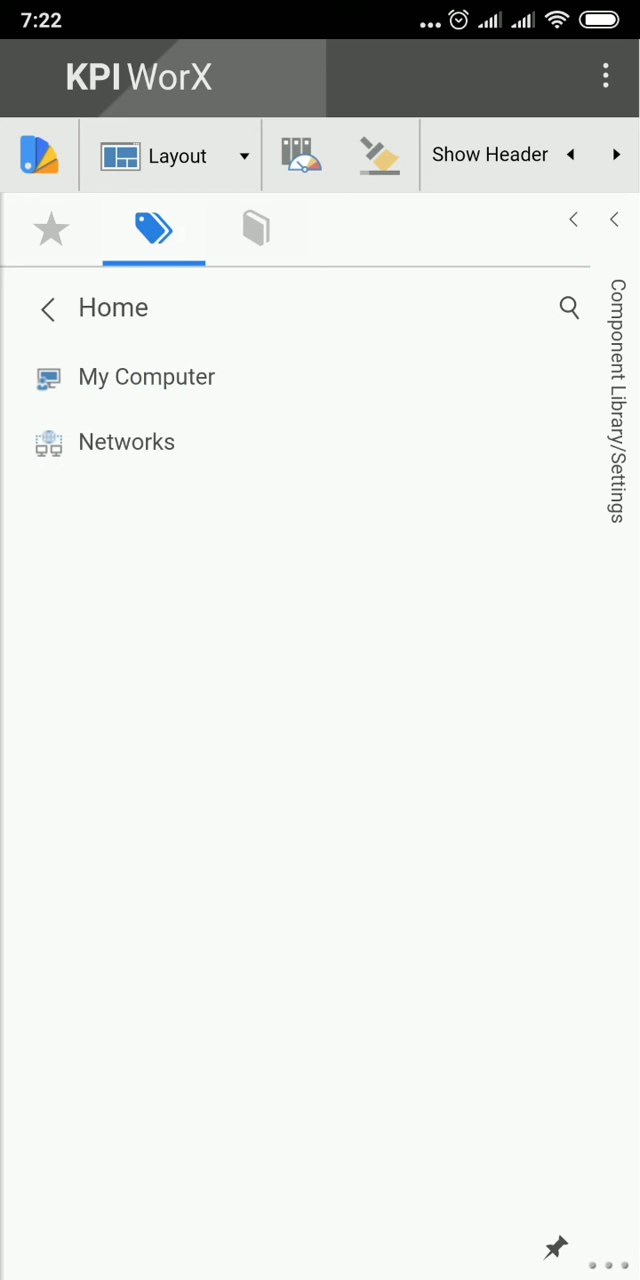 7:22
KPI WorX
Layout
Show Header
Home
My Computer
Networks
Component Library/Settings